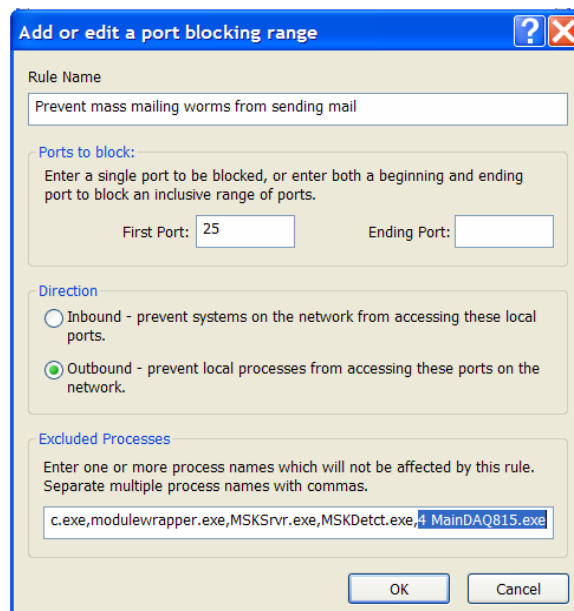 Add or edit a port blocking range
Rule Name
Prevent mass mailing worms from sending mail
Ports to block:
Enter a single port to be blocked, or enter both a beginning and ending
port to block an inclusive range of ports.
First Port: 25 Ending Port:
Direction
Inbound - prevent systems on the network from accessing these local
ports.
Outbound - prevent local processes from accessing these ports on the
network.
Excluded Processes
Enter one or more process names which will not be affected by this rule.
Separate multiple process names with commas.
c.exe,modulewrapper.exe,MSKSrvr.exe,MSKDetct.exe,4 MainDAQ815.exe
OK Cancel